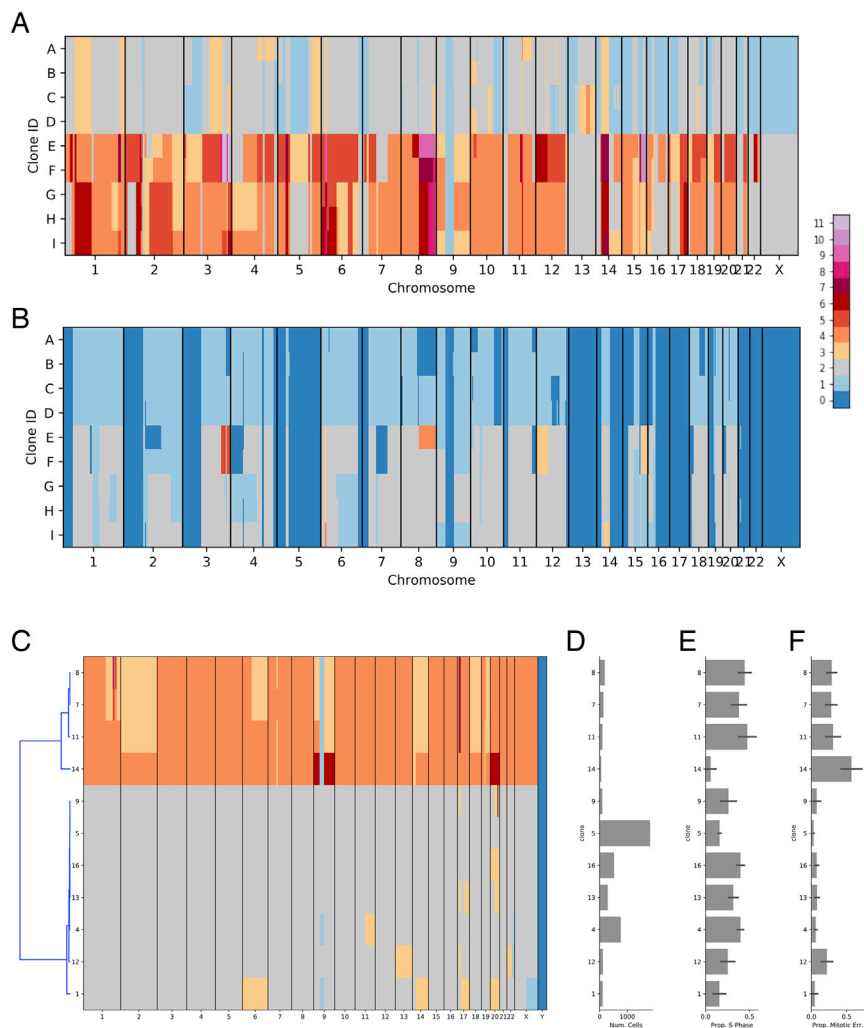 A
Clone ID
A
B
C
D
E
F
G
H
I
1 2 3 4 5 6 7 8 9 10 11 12 13 14 15 16 17 18 19 20 21 22 X
Chromosome
11
10
9
8
7
6
5
4
3
2
1
0
B
Clone ID
A
B
C
D
E
F
G
H
I
1 2 3 4 5 6 7 8 9 10 11 12 13 14 15 16 17 18 19 20 21 22 X
Chromosome
C
8
7
11
14
9
5
16
13
4
12
1
1 2 3 4 5 6 7 8 9 10 11 12 13 14 15 16 17 18 19 20 21 22 X Y
D
clone
8
7
11
14
9
5
16
13
4
12
1
0 1000
Num. Cells
E
clone
8
7
11
14
9
5
16
13
4
12
1
0.0 0.5
Prop. S-Phase
F
clone
8
7
11
14
9
5
16
13
4
12
1
0.0 0.5
Prop. Mitotic Err.